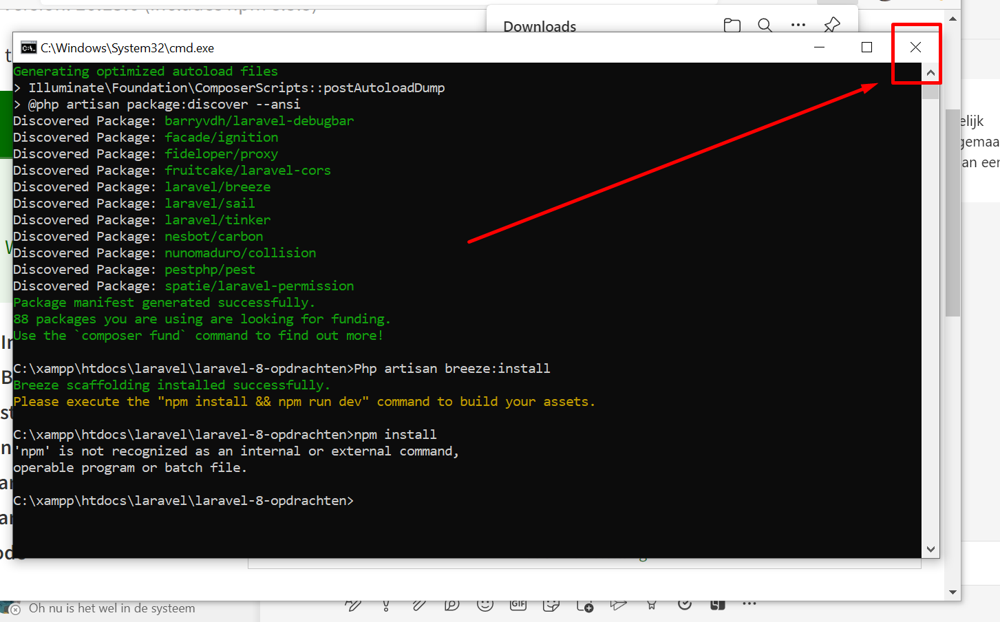 Downloads
C:\Windows\System32\cmd.exe
Generating optimized autoload files
> Illuminate\Foundation\ComposerScripts::postAutoloadDump
> @php artisan package:discover --ansi
Discovered Package: barryvdh/laravel-debugbar
Discovered Package: facade/ignition
Discovered Package: fideloper/proxy
Discovered Package: fruitcake/laravel-cors
Discovered Package: laravel/breeze
Discovered Package: laravel/sail
Discovered Package: laravel/tinker
Discovered Package: nesbot/carbon
Discovered Package: nunomaduro/collision
Discovered Package: pestphp/pest
Discovered Package: spatie/laravel-permission
Package manifest generated successfully.
88 packages you are using are looking for funding.
Use the `composer fund` command to find out more!
C:\xampp\htdocs\laravel\laravel-8-opdrachten>Php artisan breeze:install
Breeze scaffolding installed successfully.
Please execute the "npm install && npm run dev" command to build your assets.
C:\xampp\htdocs\laravel\laravel-8-opdrachten>npm install
'npm' is not recognized as an internal or external command,
operable program or batch file.
C:\xampp\htdocs\laravel\laravel-8-opdrachten>
elijk
gemaa
an een
Oh nu is het wel in de systeem
GIF